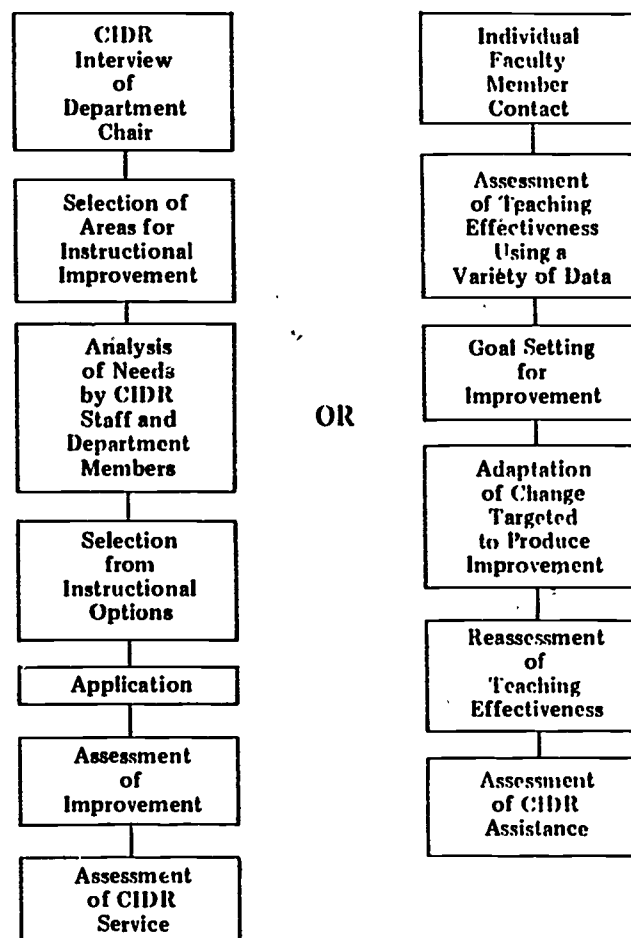 CIDR
Interview
of
Department
Chair
Selection of
Areas for
Instructional
Improvement
Analysis
of Needs
by CIDR
Staff and
Department
Members
Selection
from
Instructional
Options
Application
Assessment
of
Improvement
Assessment
of CIDR
Service
OR
Individual
Faculty
Member
Contact
Assessment
of Teaching
Effectiveness
Using a
Variety of Data
Goal Setting
for
Improvement
Adaptation
of Change
Targeted
to Produce
Improvement
Reassessment
of
Teaching
Effectiveness
Assessment
of CIDR
Assistance